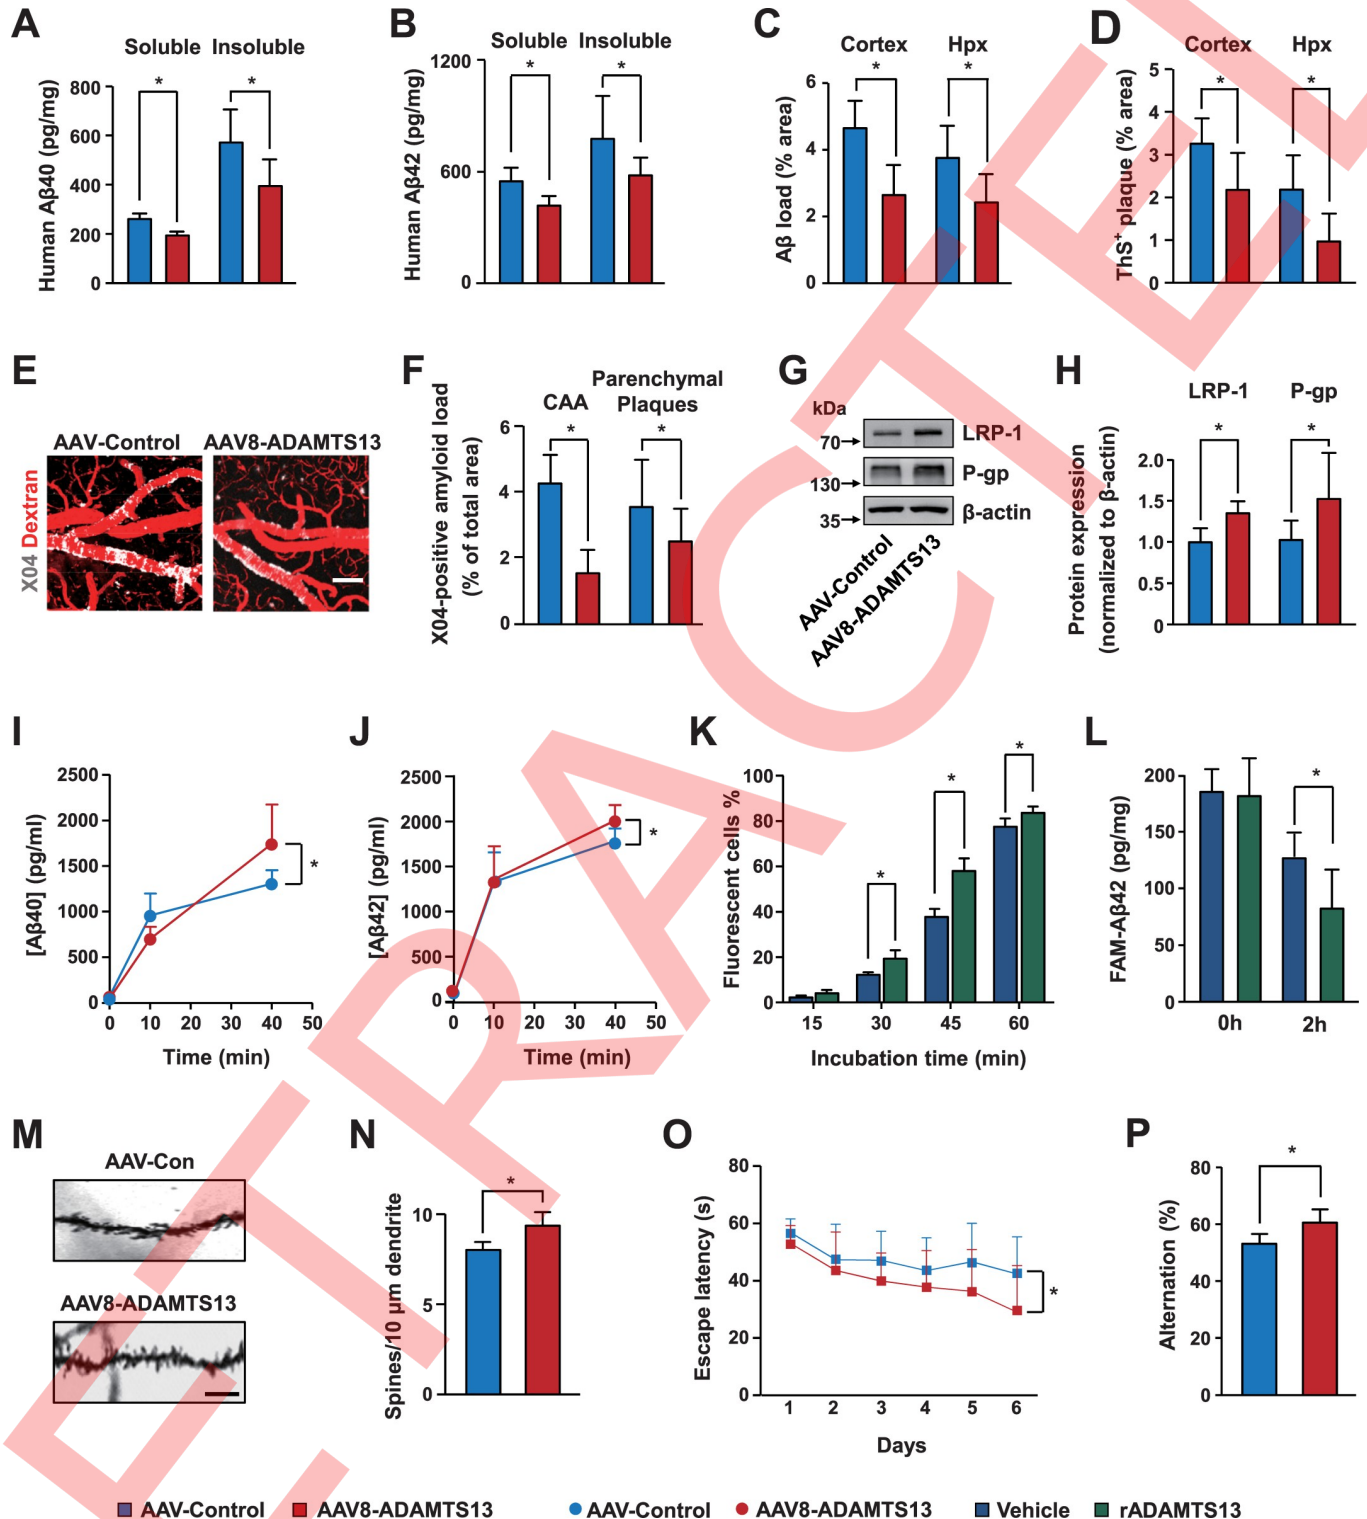 A
Soluble Insoluble
Human Aβ40 (pg/mg)
800
600
400
200
0
*
*
B
Soluble Insoluble
Human Aβ42 (pg/mg)
1200
600
0
*
*
C
Cortex Hpx
Aβ load (% area)
6
4
2
0
*
*
D
Cortex Hpx
ThS+ plaque (% area)
5
4
3
2
1
0
*
*
E
AAV-Control AAV8-ADAMTS13
X04 Dextran
F
CAA
Parenchymal
Plaques
X04-positive amyloid load
(% of total area)
6
4
2
0
*
*
G
kDa
70
130
35
LRP-1
P-gp
β-actin
AAV-Control
AAV8-ADAMTS13
H
LRP-1 P-gp
Protein expression
(normalized to β-actin)
2.0
1.5
1.0
0.5
0
*
*
I
[Aβ40] (pg/ml)
2500
2000
1500
1000
500
0
*
0 10 20 30 40 50
Time (min)
J
[Aβ42] (pg/ml)
2500
2000
1500
1000
500
0
*
0 10 20 30 40 50
Time (min)
K
Fluorescent cells %
100
80
60
40
20
0
*
*
*
15 30 45 60
Incubation time (min)
L
FAM-Aβ42 (pg/mg)
200
150
100
50
0
*
0h 2h
M
AAV-Con
AAV8-ADAMTS13
N
Spines/10 μm dendrite
10
5
0
*
O
Escape latency (s)
80
60
40
20
0
*
1 2 3 4 5 6
Days
P
Alternation (%)
80
60
40
20
0
*
AAV-Control AAV8-ADAMTS13 AAV-Control AAV8-ADAMTS13 Vehicle rADAMTS13